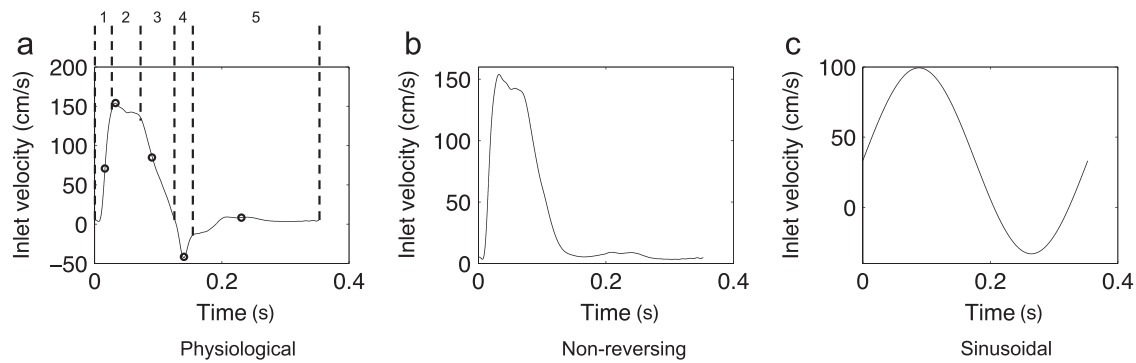 1 2 3 4 5
a
200
150
100
50
0
−50
Inlet velocity (cm/s)
0 0.2 0.4
Time (s)
Physiological
b
150
100
50
0
Inlet velocity (cm/s)
0 0.2 0.4
Time (s)
Non-reversing
c
100
50
0
Inlet velocity (cm/s)
0 0.2 0.4
Time (s)
Sinusoidal